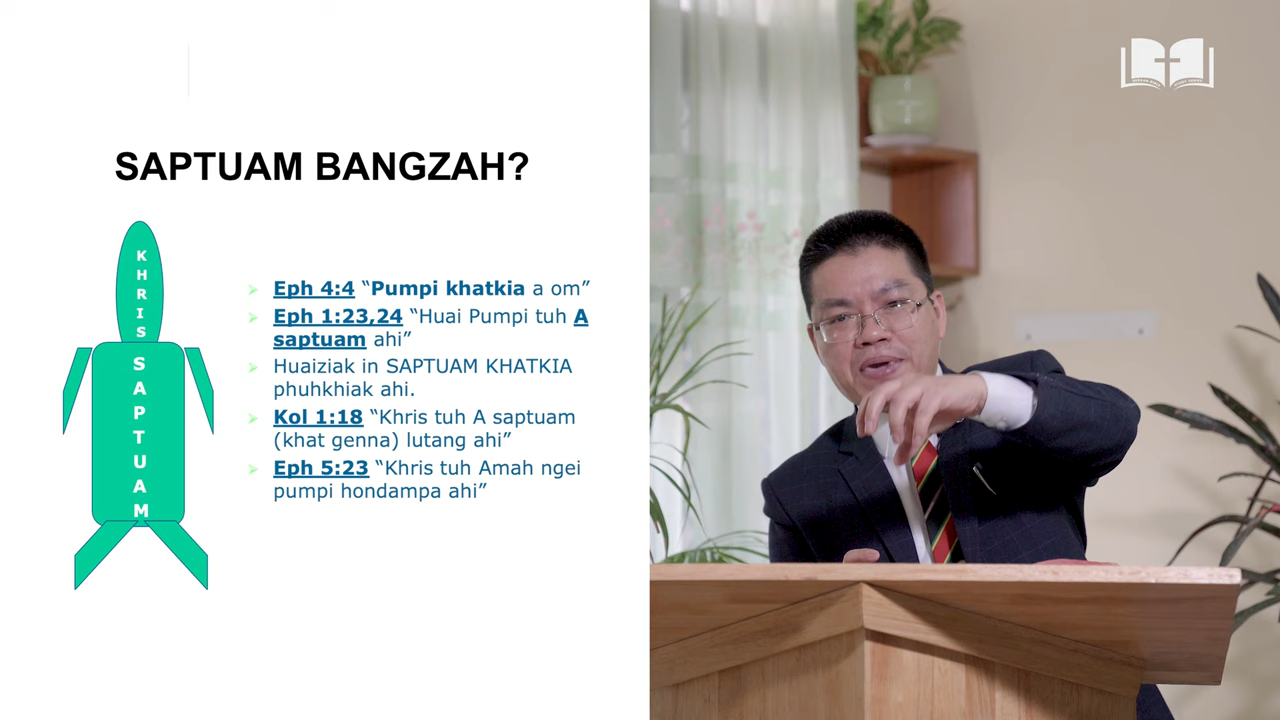 SAPTUAM BANGZAH?
K
H
R
I
S
S
A
P
T
U
A
M
Eph 4:4 “Pumpi khatkia a om”
Eph 1:23,24 “Huai Pumpi tuh A
saptuam ahi”
Huaiziak in SAPTUAM KHATKIA
phuhkhiak ahi.
Kol 1:18 “Khris tuh A saptuam
(khat genna) lutang ahi”
Eph 5:23 “Khris tuh Amah ngei
pumpi hondampa ahi”